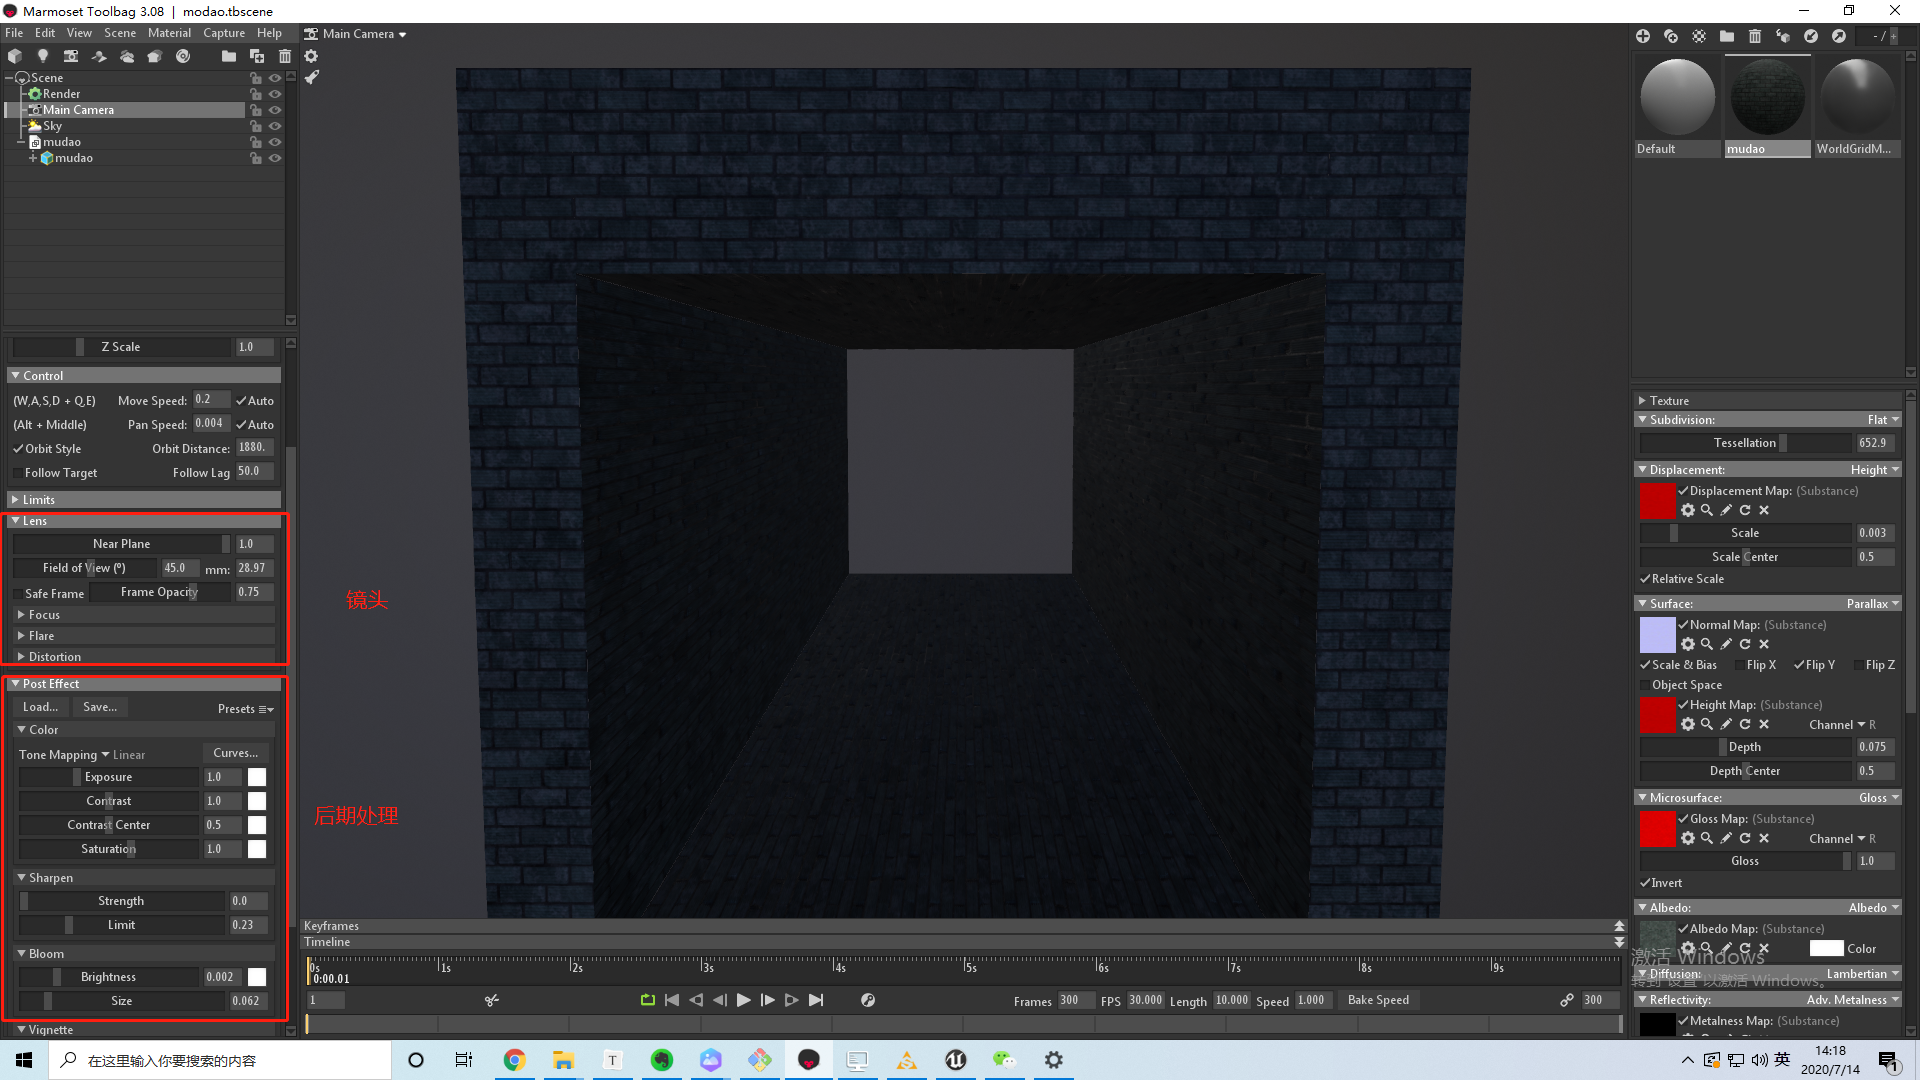 Marmoset Toolbag 3.08 | modao.tbscene
File Edit View Scene Material Capture Help
Main Camera
- / +
Scene
Render
Main Camera
Sky
mudao
mudao
Default mudao WorldGridM...
Z Scale 1.0
Control
(W,A,S,D + Q,E) Move Speed: 0.2 Auto
(Alt + Middle) Pan Speed: 0.004 Auto
Orbit Style Orbit Distance: 1880.
Follow Target Follow Lag 50.0
Limits
Lens
Near Plane 1.0
Field of View (º) 45.0 mm: 28.97
Safe Frame Frame Opacity 0.75
Focus
Flare
Distortion
Post Effect
Load... Save... Presets
Color
Tone Mapping Linear Curves...
Exposure 1.0
Contrast 1.0
Contrast Center 0.5
Saturation 1.0
Sharpen
Strength 0.0
Limit 0.23
Bloom
Brightness 0.002
Size 0.062
Vignette
镜头
后期处理
Keyframes
Timeline
0s 1s 2s 3s 4s 5s 6s 7s 8s 9s
0:00.01
1 Frames 300 FPS 30.000 Length 10.000 Speed 1.000 Bake Speed 300
Texture
Subdivision: Flat
Tessellation 652.9
Displacement: Height
Displacement Map: (Substance)
Scale 0.003
Scale Center 0.5
Relative Scale
Surface: Parallax
Normal Map: (Substance)
Scale & Bias Flip X Flip Y Flip Z
Object Space
Height Map: (Substance)
Channel R
Depth 0.075
Depth Center 0.5
Microsurface: Gloss
Gloss Map: (Substance)
Channel R
Gloss 1.0
Invert
Albedo: Albedo
Albedo Map: (Substance)
Color
激活 Windows
转到"设置"以激活 Windows。
Diffusion: Lambertian
Reflectivity: Adv. Metalness
Metalness Map: (Substance)
在这里输入你要搜索的内容
T
英
14:18
2020/7/14
1